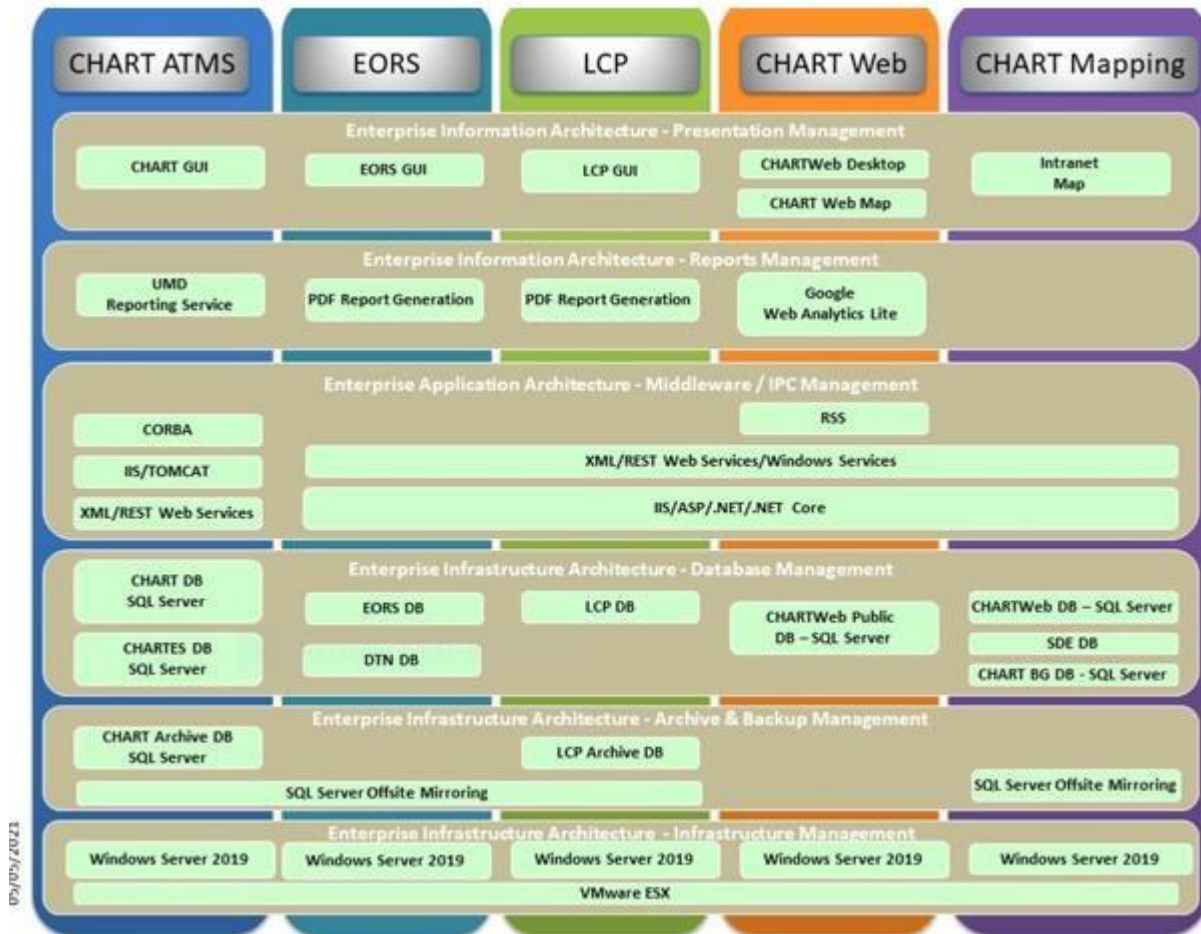 CHART ATMS
EORS
LCP
CHART Web
CHART Mapping
Enterprise Information Architecture - Presentation Management
CHART GUI
EORS GUI
LCP GUI
CHARTWeb Desktop
CHART Web Map
Intranet
Map
Enterprise Information Architecture - Reports Management
UMD
Reporting Service
PDF Report Generation
PDF Report Generation
Google
Web Analytics Lite
Enterprise Application Architecture - Middleware / IPC Management
CORBA
IIS/TOMCAT
XML/REST Web Services
RSS
XML/REST Web Services/Windows Services
IIS/ASP/.NET/.NET Core
Enterprise Infrastructure Architecture - Database Management
CHART DB
SQL Server
CHARTES DB
SQL Server
EORS DB
DTN DB
LCP DB
CHARTWeb Public
DB – SQL Server
CHARTWeb DB – SQL Server
SDE DB
CHART BG DB - SQL Server
Enterprise Infrastructure Architecture - Archive & Backup Management
CHART Archive DB
SQL Server
LCP Archive DB
SQL Server Offsite Mirroring
SQL Server Offsite Mirroring
Enterprise Infrastructure Architecture - Infrastructure Management
Windows Server 2019
Windows Server 2019
Windows Server 2019
Windows Server 2019
Windows Server 2019
VMware ESX
05/05/2021